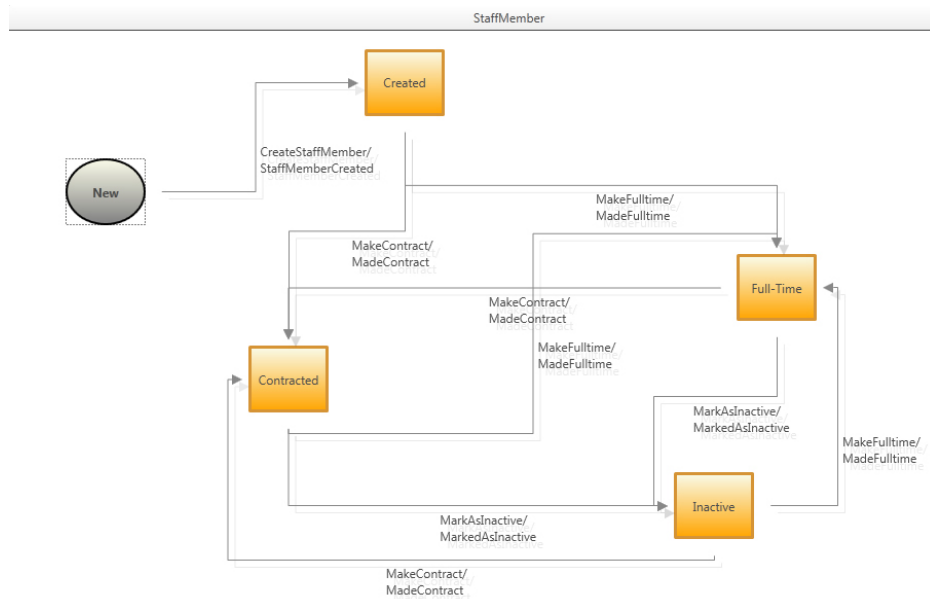 StaffMember
Created
CreateStaffMember/
StaffMemberCreated
New
MakeFulltime/
MadeFulltime
MakeContract/
MadeContract
Full-Time
MakeContract/
MadeContract
MakeFulltime/
MadeFulltime
Contracted
MarkAsInactive/
MarkedAsInactive
MakeFulltime/
MadeFulltime
Inactive
MarkAsInactive/
MarkedAsInactive
MakeContract/
MadeContract